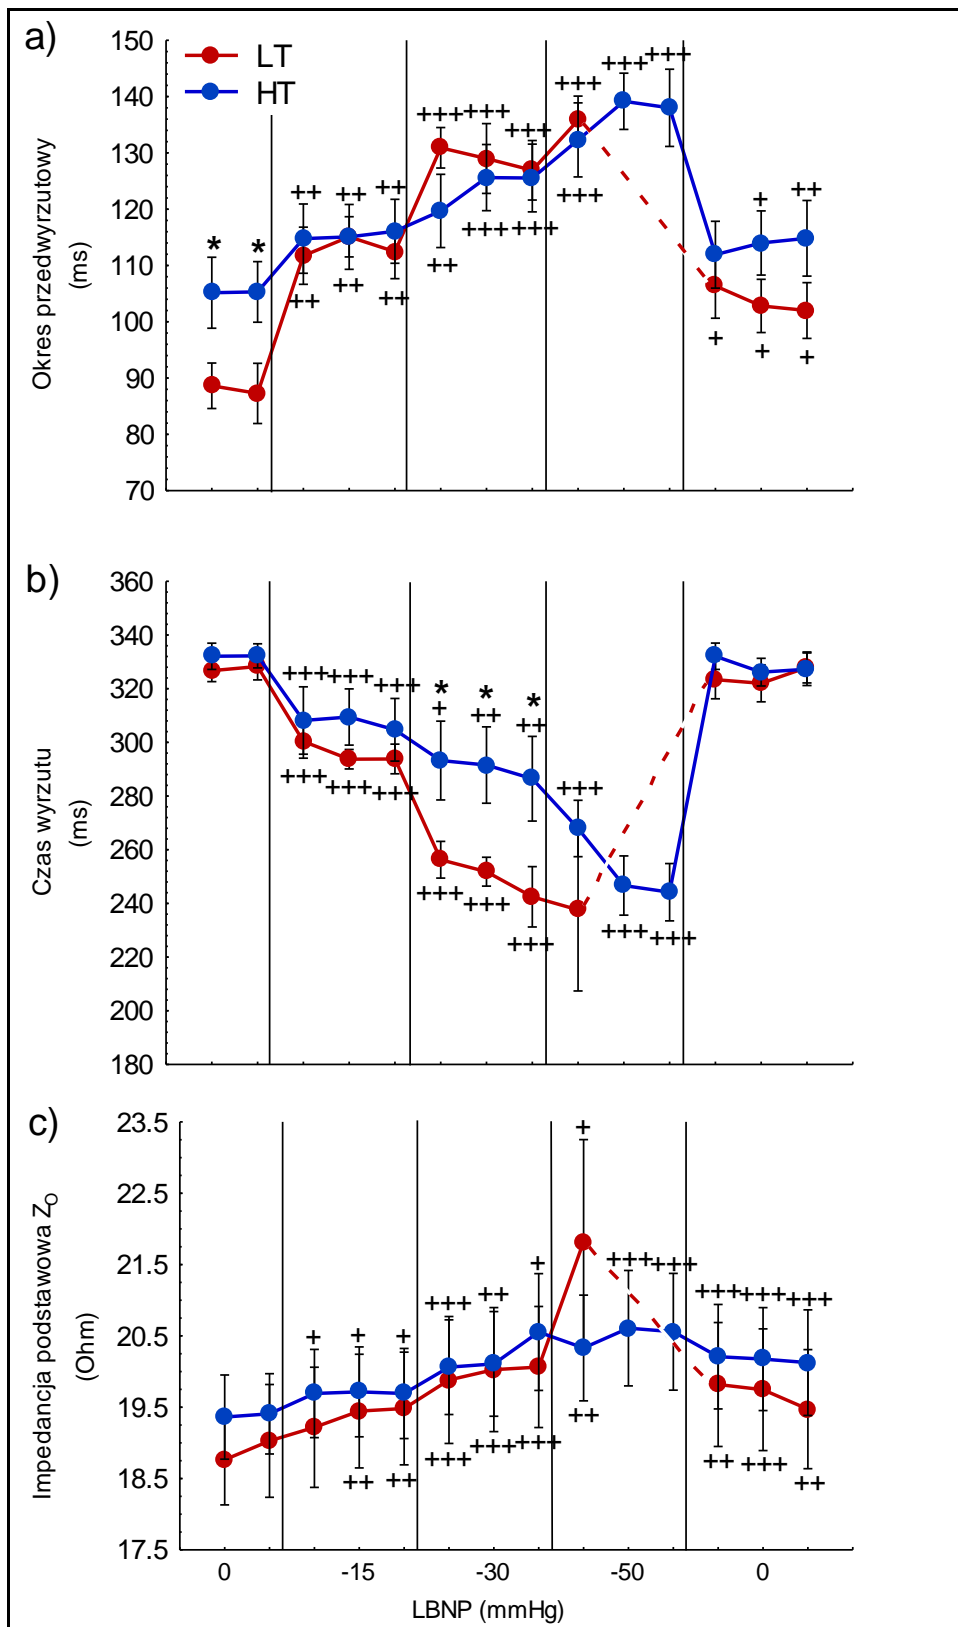 a)
150
140
130
120
110
100
90
80
70
Okres przedwyrzutowy
(ms)
LT
HT
* *
++ ++ ++
++ ++ ++
+++ +++ +++
++ +++ +++
+++ +++ +++
+++
+ ++
+ + +
b)
360
340
320
300
280
260
240
220
200
180
Czas wyrzutu
(ms)
+++ +++ +++
+++ +++ +++
* * *
+ ++ ++
+++ +++ +++
+++
+++ +++
c)
23.5
22.5
21.5
20.5
19.5
18.5
17.5
Impedancja podstawowa ZO
(Ohm)
+ + +
++ ++
+++ ++ +
+++ +++ +++
+
++
+++ +++
+++ +++ +++
++ +++ ++
0 -15 -30 -50 0
LBNP (mmHg)